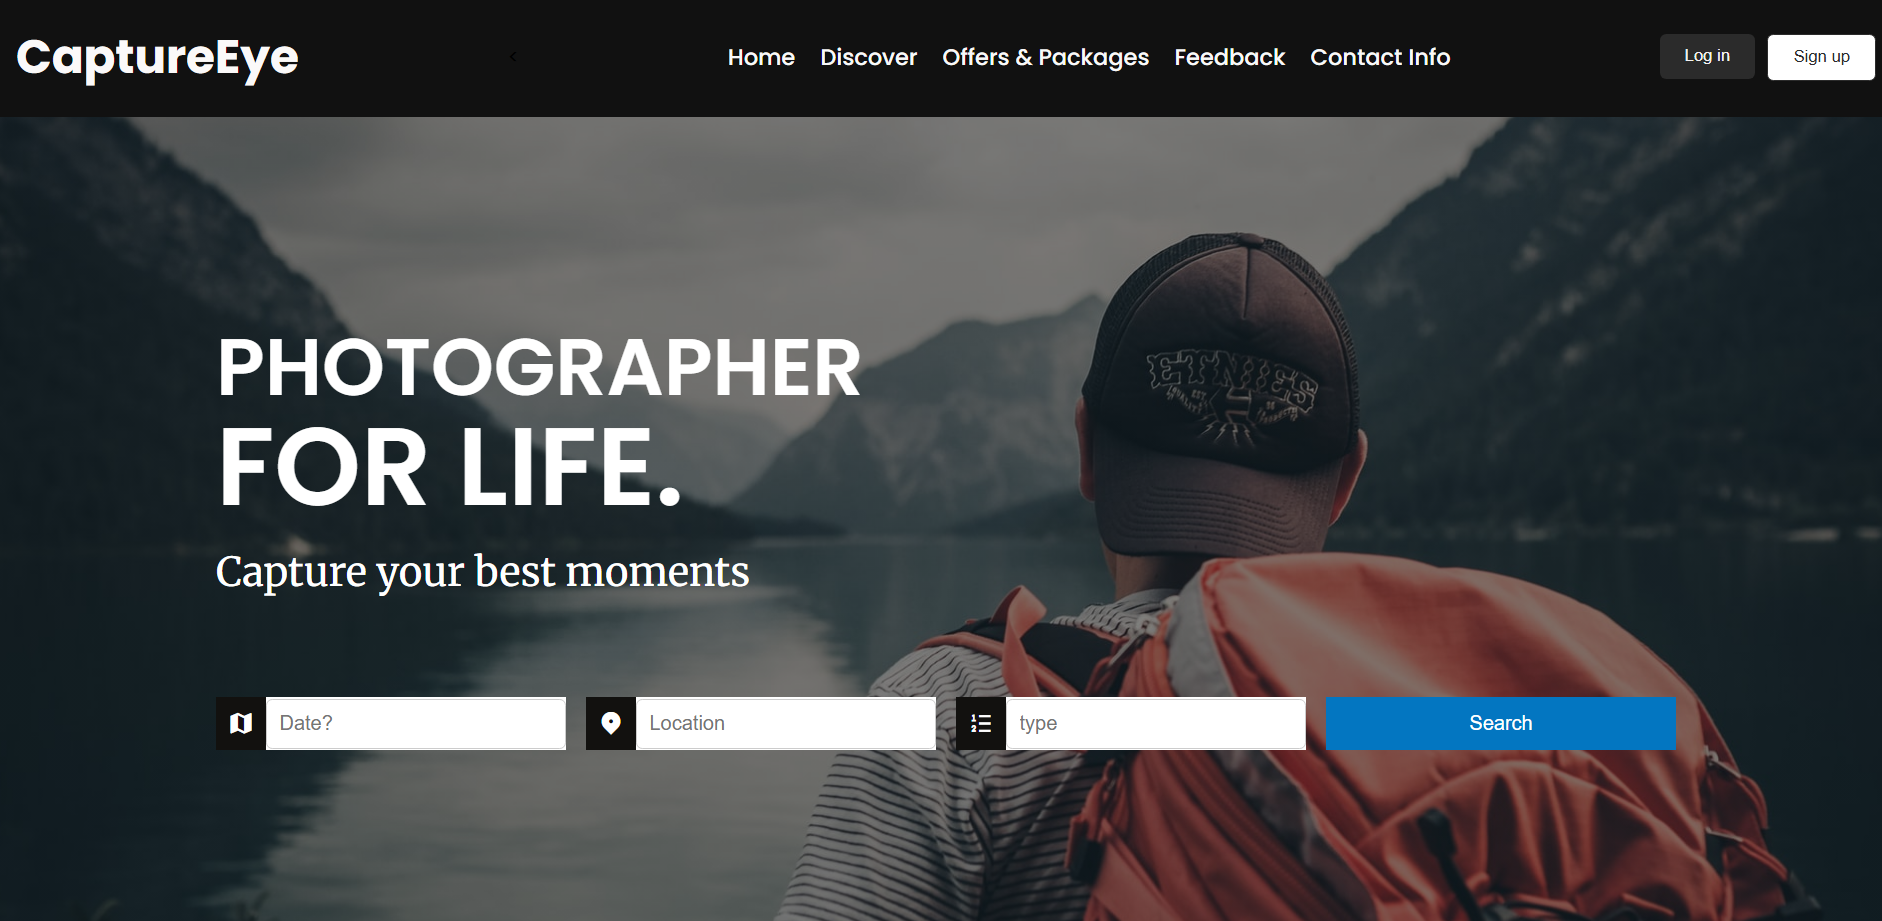 CaptureEye
<
Home Discover Offers & Packages Feedback Contact Info
Log in
Sign up
PHOTOGRAPHER
FOR LIFE.
Capture your best moments
Date?
Location
type
Search
ETNIES